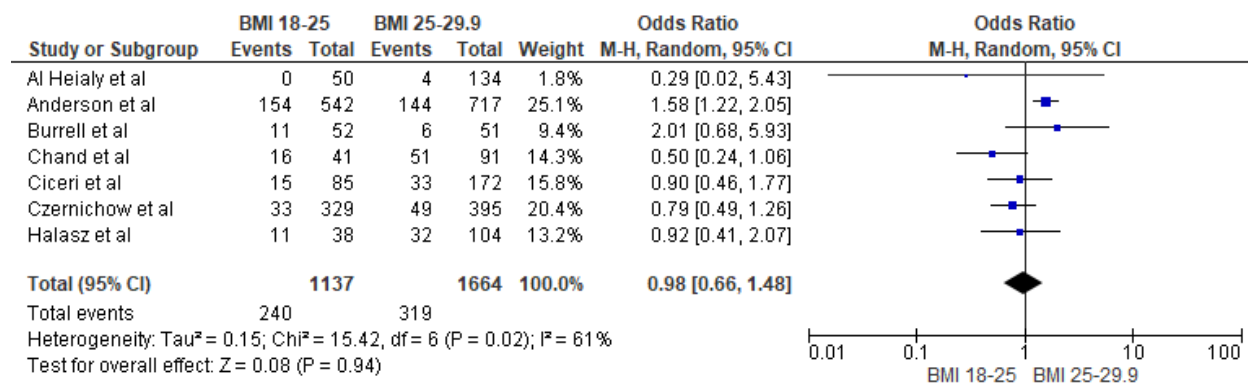 BMI 18-25 BMI 25-29.9 Odds Ratio Odds Ratio
Study or Subgroup Events Total Events Total Weight M-H, Random, 95% CI M-H, Random, 95% CI
Al Heialy et al 0 50 4 134 1.8% 0.29 [0.02, 5.43]
Anderson et al 154 542 144 717 25.1% 1.58 [1.22, 2.05]
Burrell et al 11 52 6 51 9.4% 2.01 [0.68, 5.93]
Chand et al 16 41 51 91 14.3% 0.50 [0.24, 1.06]
Ciceri et al 15 85 33 172 15.8% 0.90 [0.46, 1.77]
Czernichow et al 33 329 49 395 20.4% 0.79 [0.49, 1.26]
Halasz et al 11 38 32 104 13.2% 0.92 [0.41, 2.07]
Total (95% CI) 1137 1664 100.0% 0.98 [0.66, 1.48]
Total events 240 319
Heterogeneity: Tau² = 0.15; Chi² = 15.42, df = 6 (P = 0.02); I² = 61%
Test for overall effect: Z = 0.08 (P = 0.94)
0.01 0.1 1 10 100
BMI 18-25 BMI 25-29.9